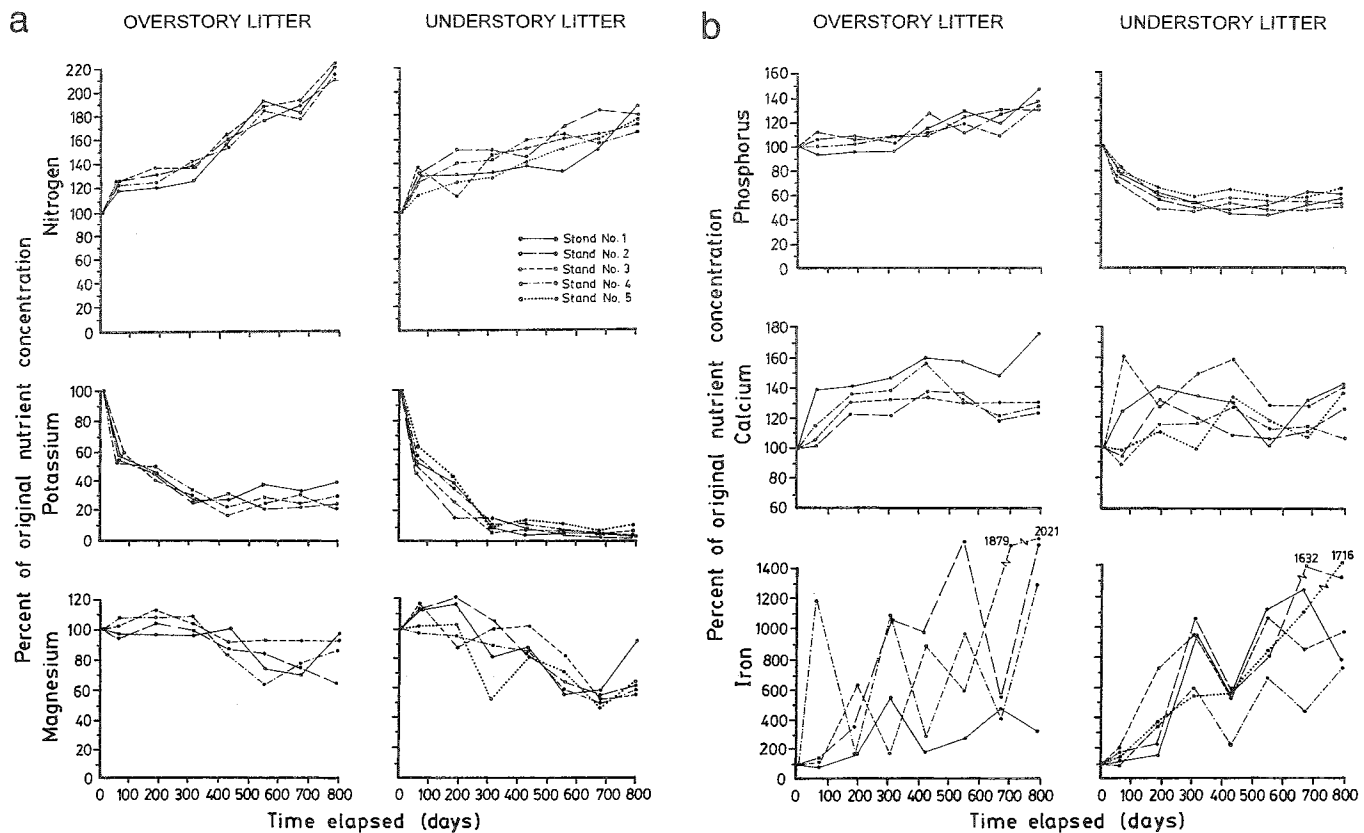 a
OVERSTORY LITTER
UNDERSTORY LITTER
Percent of original nutrient concentration
Nitrogen
220
200
180
160
140
120
100
80
60
40
20
0
Stand No. 1
Stand No. 2
Stand No. 3
Stand No. 4
Stand No. 5
Potassium
100
80
60
40
20
0
Magnesium
120
100
80
60
40
20
0
0 100 200 300 400 500 600 700 800
0 100 200 300 400 500 600 700 800
Time elapsed (days)
b
OVERSTORY LITTER
UNDERSTORY LITTER
Percent of original nutrient concentration
Phosphorus
160
140
120
100
80
60
40
20
0
Calcium
180
160
140
120
100
80
60
Iron
1400
1200
1000
800
600
400
200
0
1879
2021
1632
1716
0 100 200 300 400 500 600 700 800
0 100 200 300 400 500 600 700 800
Time elapsed (days)